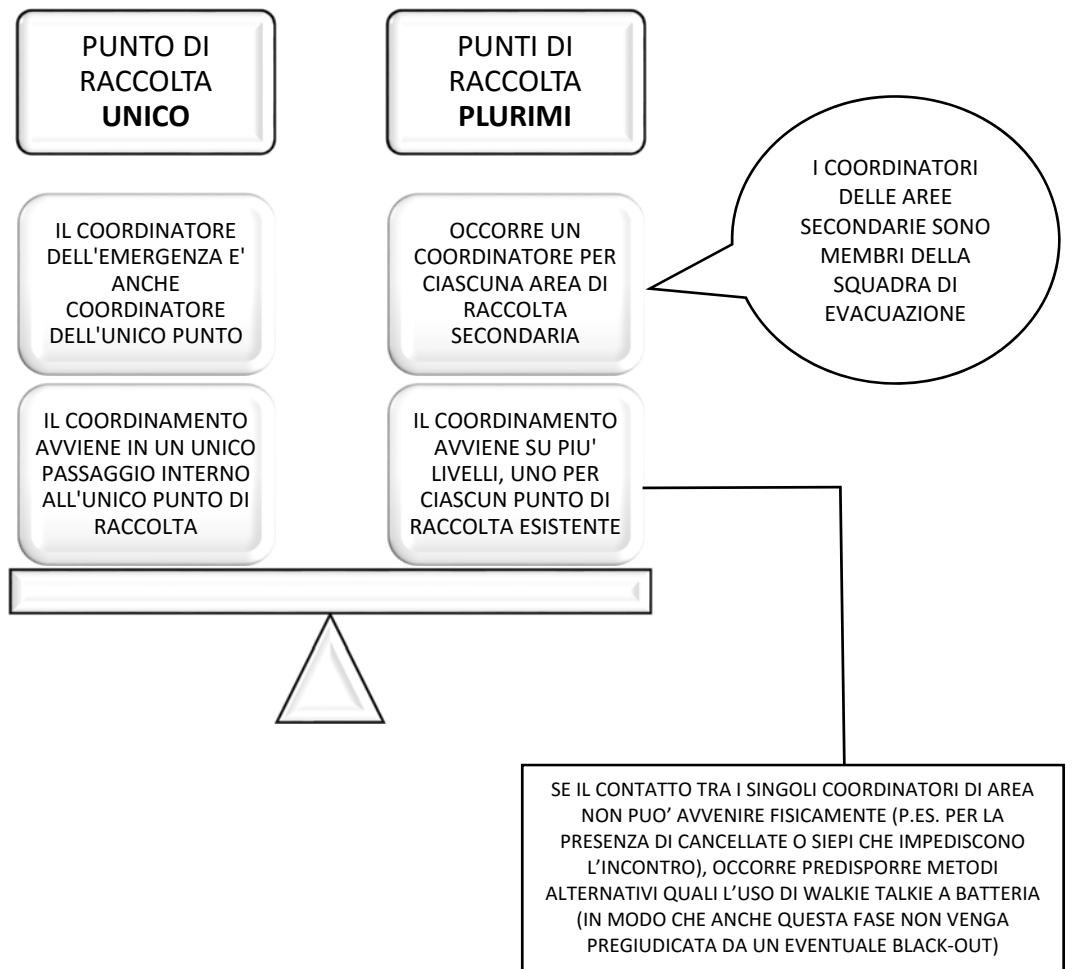 PUNTO DI
RACCOLTA
UNICO
PUNTI DI
RACCOLTA
PLURIMI
IL COORDINATORE
DELL'EMERGENZA E'
ANCHE
COORDINATORE
DELL'UNICO PUNTO
OCCORRE UN
COORDINATORE PER
CIASCUNA AREA DI
RACCOLTA
SECONDARIA
I COORDINATORI
DELLE AREE
SECONDARIE SONO
MEMBRI DELLA
SQUADRA DI
EVACUAZIONE
IL COORDINAMENTO
AVVIENE IN UN UNICO
PASSAGGIO INTERNO
ALL'UNICO PUNTO DI
RACCOLTA
IL COORDINAMENTO
AVVIENE SU PIU'
LIVELLI, UNO PER
CIASCUN PUNTO DI
RACCOLTA ESISTENTE
SE IL CONTATTO TRA I SINGOLI COORDINATORI DI AREA
NON PUO’ AVVENIRE FISICAMENTE (P.ES. PER LA
PRESENZA DI CANCELLATE O SIEPI CHE IMPEDISCONO
L’INCONTRO), OCCORRE PREDISPORRE METODI
ALTERNATIVI QUALI L’USO DI WALKIE TALKIE A BATTERIA
(IN MODO CHE ANCHE QUESTA FASE NON VENGA
PREGIUDICATA DA UN EVENTUALE BLACK-OUT)